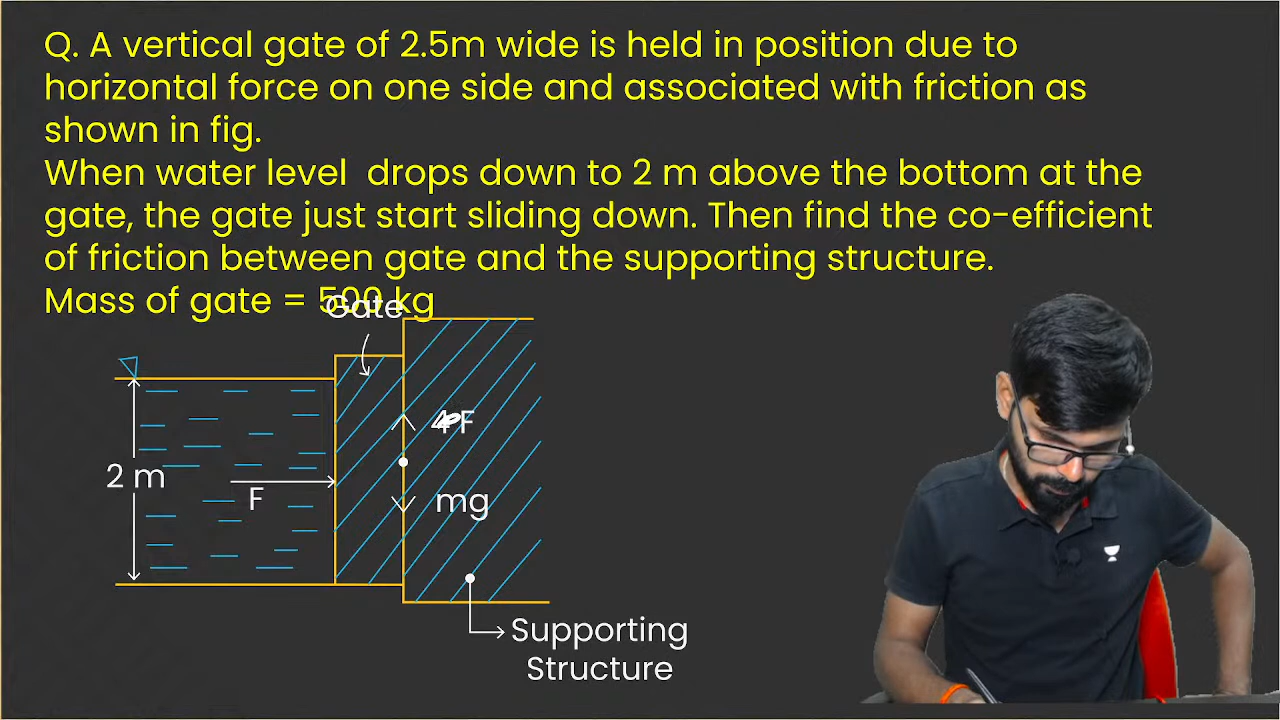 Q. A vertical gate of 2.5m wide is held in position due to
horizontal force on one side and associated with friction as
shown in fig.
When water level drops down to 2 m above the bottom at the
gate, the gate just start sliding down. Then find the co-efficient
of friction between gate and the supporting structure.
Mass of gate = 500 kg
Gate
F
2 m
F
mg
Supporting
Structure